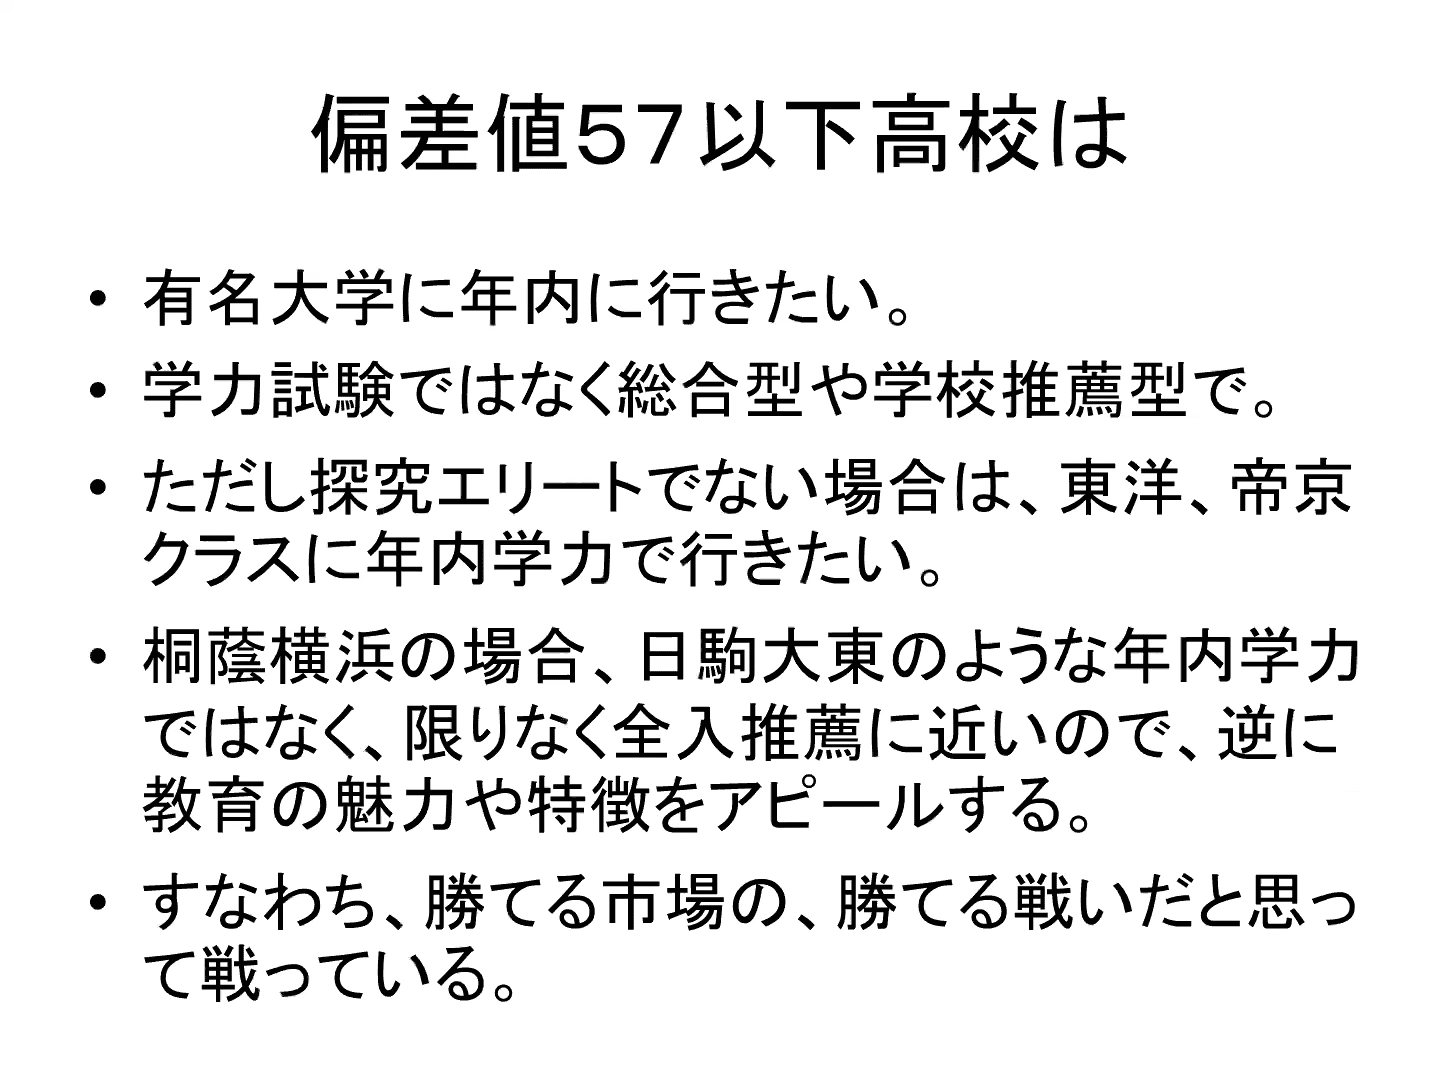 偏差値５７以下高校は
• 有名大学に年内に行きたい。
• 学力試験ではなく総合型や学校推薦型で。
• ただし探究エリートでない場合は、東洋、帝京
クラスに年内学力で行きたい。
• 桐蔭横浜の場合、日駒大東のような年内学力
ではなく、限りなく全入推薦に近いので、逆に
教育の魅力や特徴をアピールする。
• すなわち、勝てる市場の、勝てる戦いだと思っ
て戦っている。